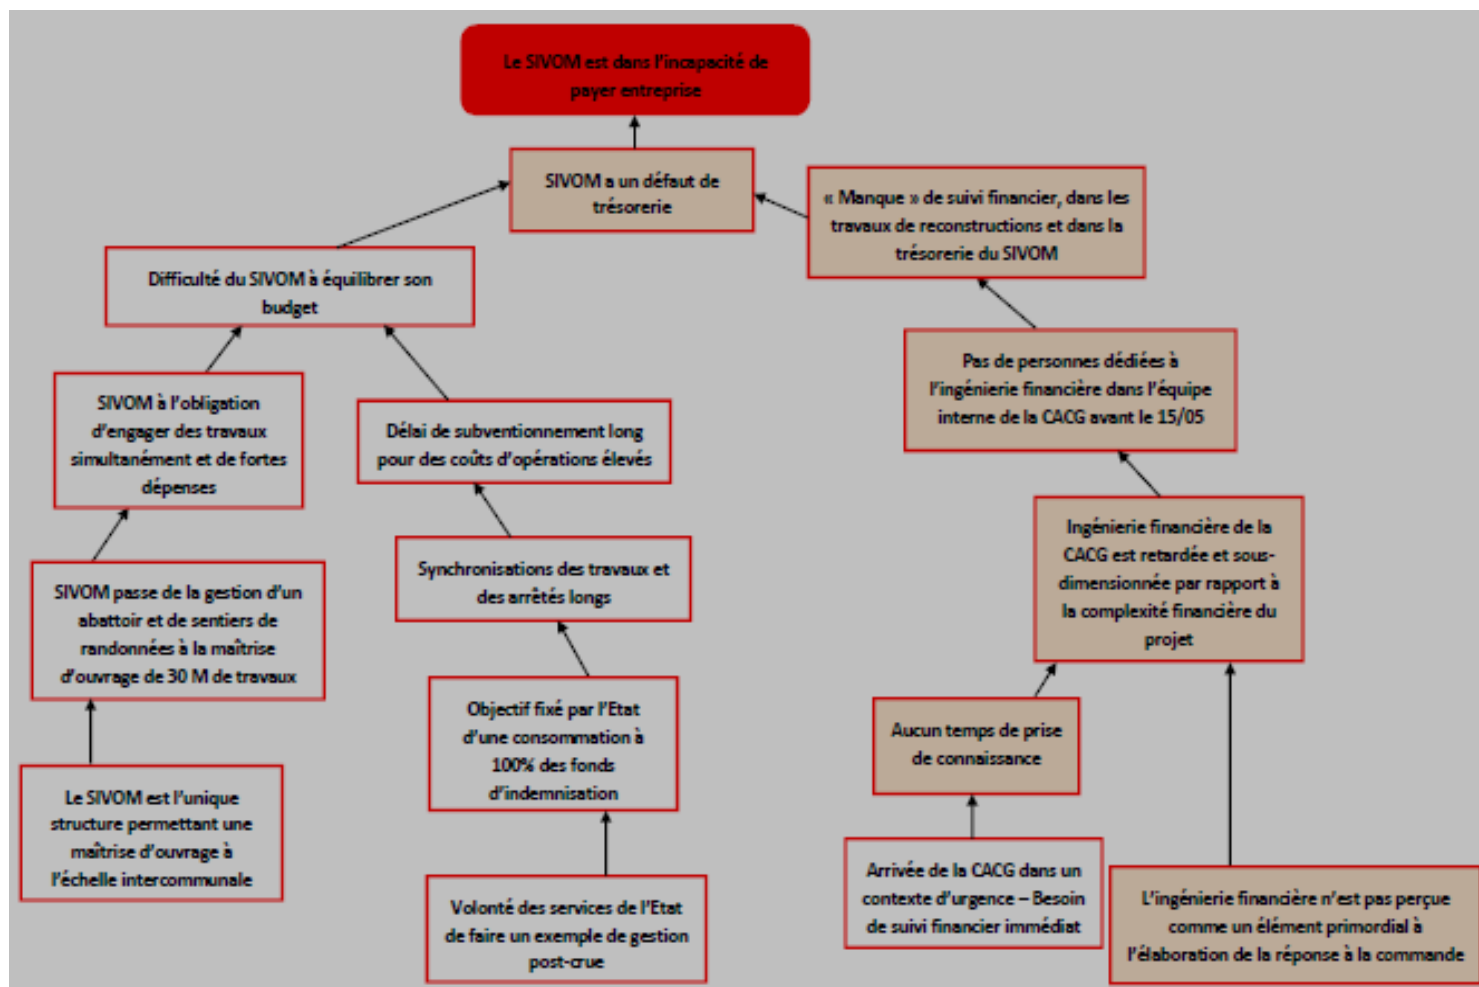 Le SIVOM est dans l'incapacité de
payer entreprise
SIVOM a un défaut de
trésorerie
« Manque » de suivi financier, dans les
travaux de reconstructions et dans la
trésorerie du SIVOM
Difficulté du SIVOM à équilibrer son
budget
Pas de personnes dédiées à
l'ingénierie financière dans l'équipe
interne de la CACG avant le 15/05
SIVOM à l'obligation
d'engager des travaux
simultanément et de fortes
dépenses
Délai de subventionnement long
pour des coûts d'opérations élevés
Ingénierie financière de la
CACG est retardée et sous-
dimensionnée par rapport à
la complexité financière du
projet
SIVOM passe de la gestion d'un
abattoir et de sentiers de
randonnées à la maîtrise
d'ouvrage de 30 M de travaux
Synchronisations des travaux et
des arrêtés longs
Objectif fixé par l'Etat
d'une consommation à
100% des fonds
d'indemnisation
Aucun temps de prise
de connaissance
Le SIVOM est l'unique
structure permettant une
maîtrise d'ouvrage à
l'échelle intercommunale
Volonté des services de l'Etat
de faire un exemple de gestion
post-crue
Arrivée de la CACG dans un
contexte d'urgence – Besoin
de suivi financier immédiat
L'ingénierie financière n'est pas perçue
comme un élément primordial à
l'élaboration de la réponse à la commande